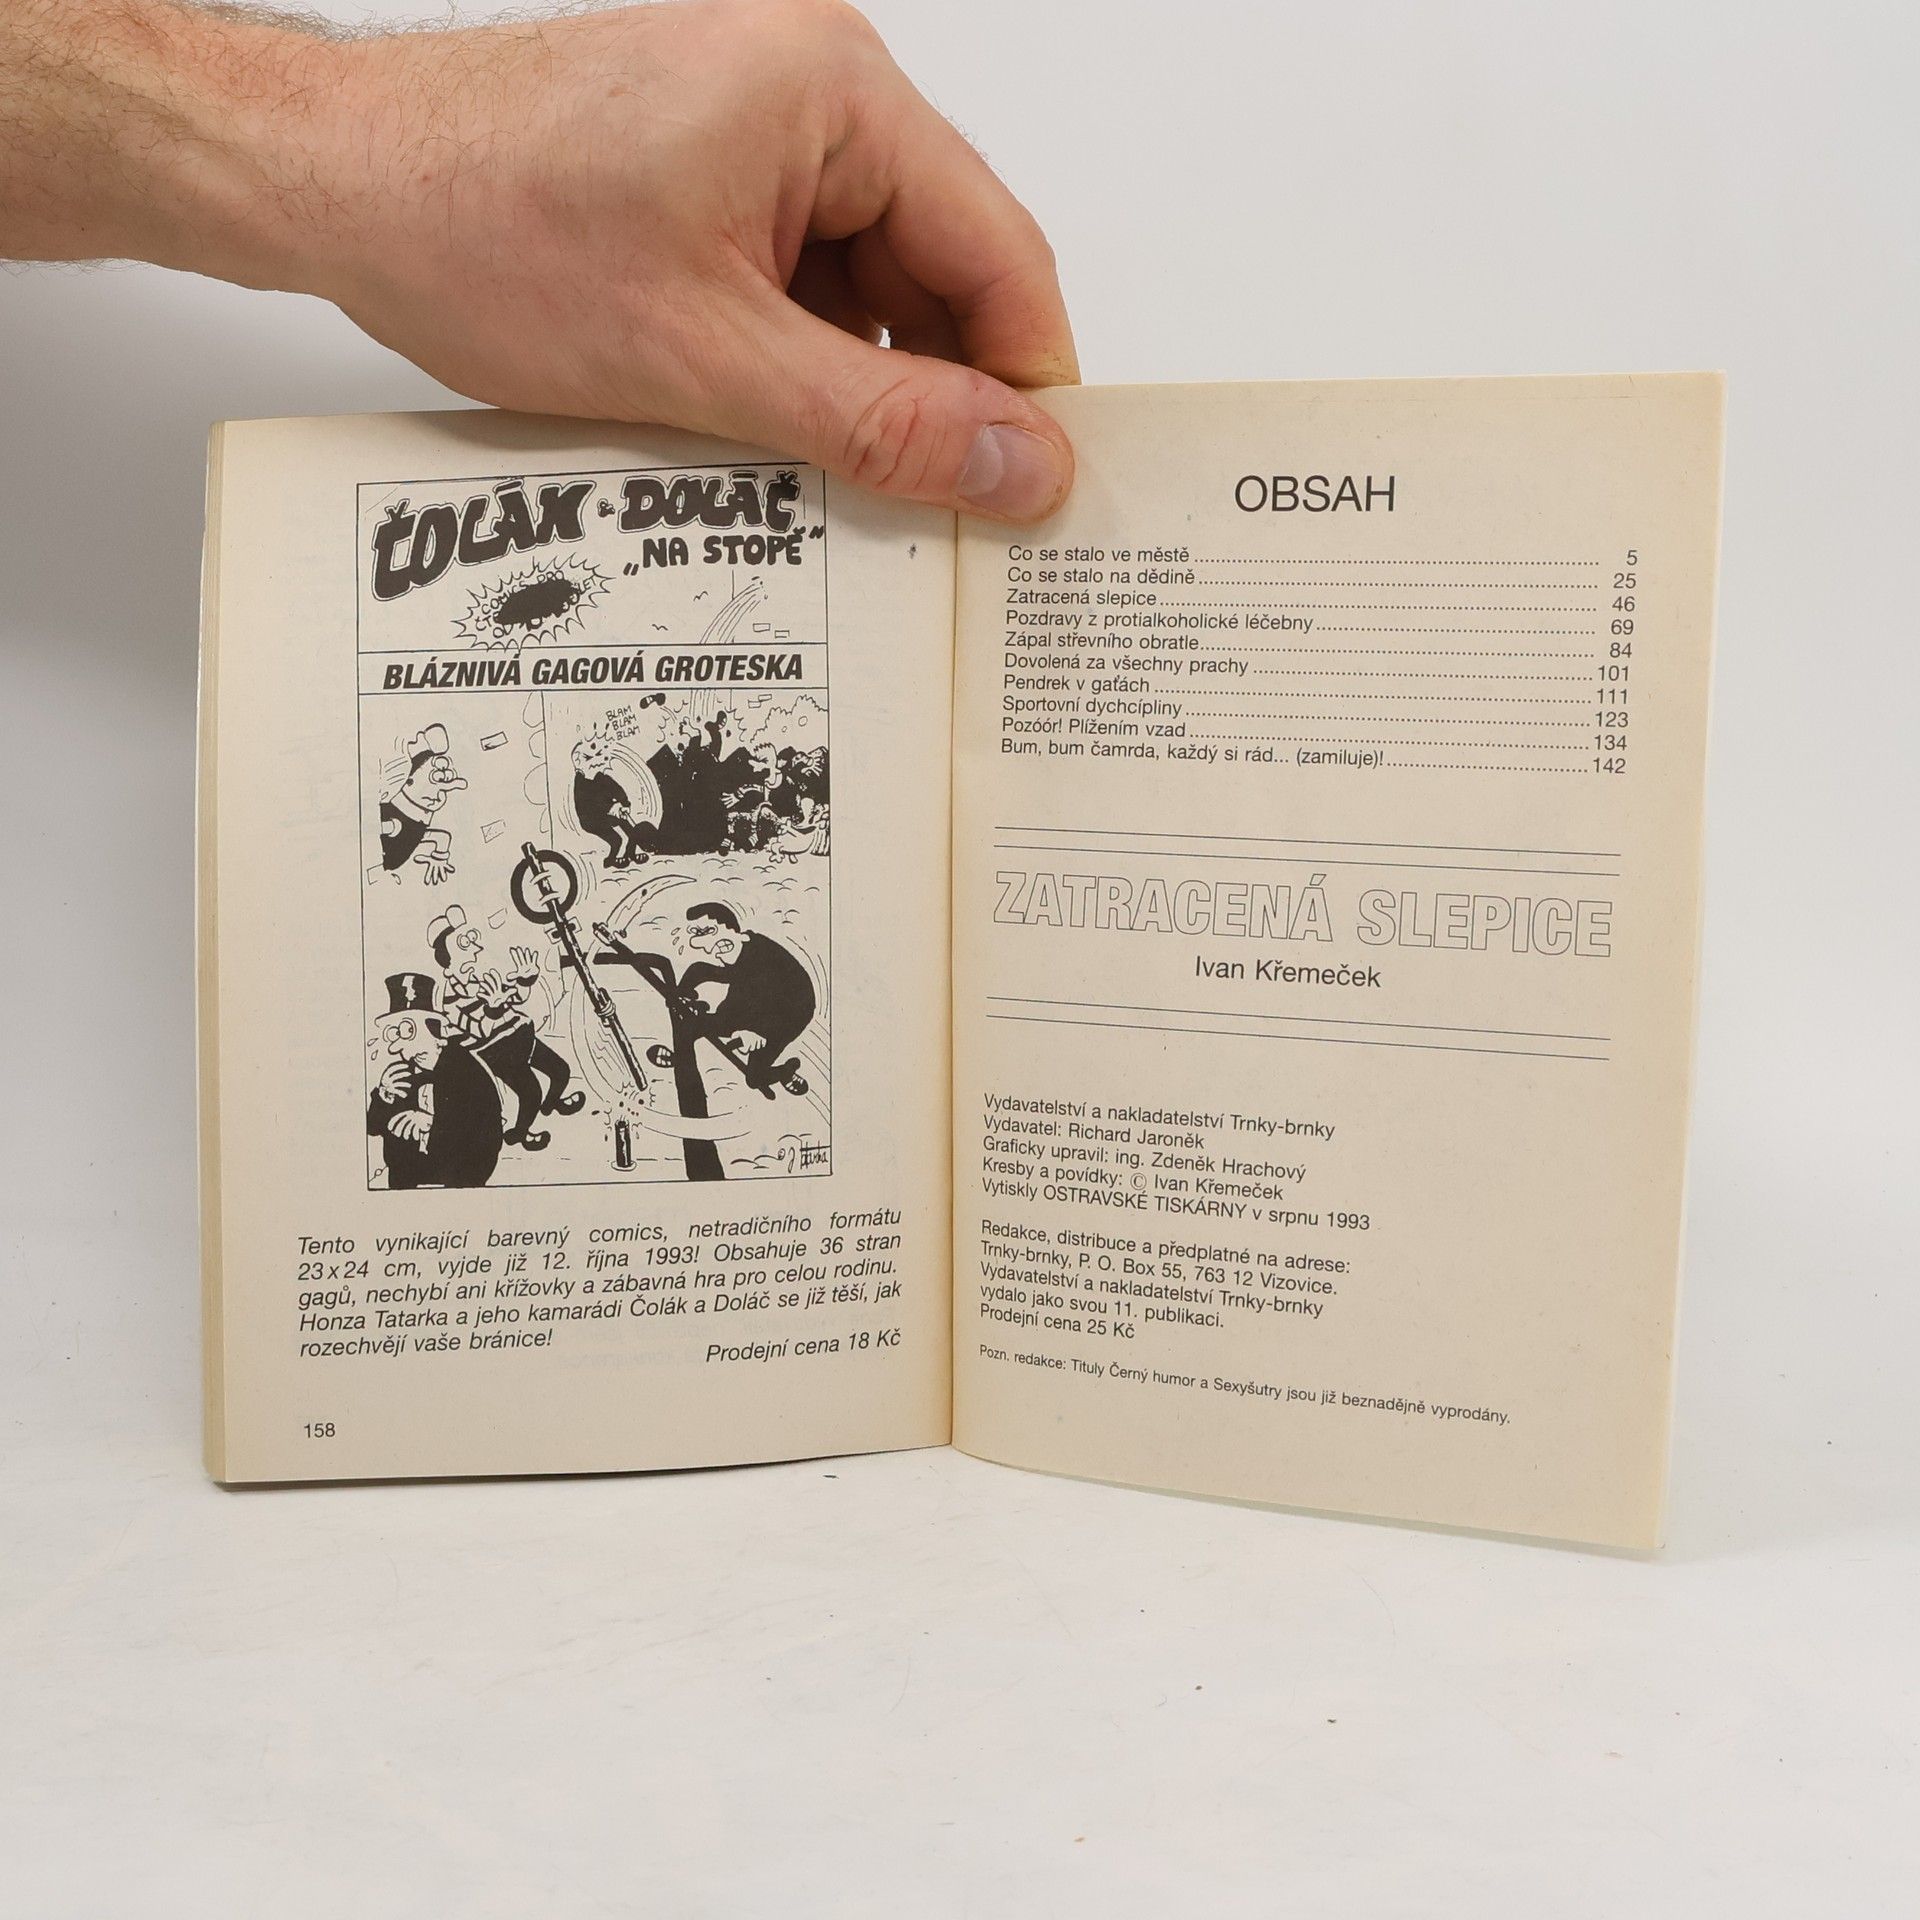 ČOLÁK & DOLÁČ
„NA STOPĚ“
COMICS PRO
BLÁZNIVÁ GAGOVÁ GROTESKA
BLAM
BLAM
BLAM
Tento vynikající barevný comics, netradičního formátu
23x24 cm, vyjde již 12. října 1993! Obsahuje 36 stran
gagů, nechybí ani křížovky a zábavná hra pro celou rodinu.
Honza Tatarka a jeho kamarádi Čolák a Doláč se již těší, jak
rozechvějí vaše bránice!
Prodejní cena 18 Kč
158
OBSAH
Co se stalo ve městě 5
Co se stalo na dědině 25
Zatracená slepice 46
Pozdravy z protialkoholické léčebny 69
Zápal střevního obratle 84
Dovolená za všechny prachy 101
Pendrek v gaťách 111
Sportovní dychcípliny 123
Pozóór! Plížením vzad 134
Bum, bum čamrda, každý si rád... (zamiluje)! 142
ZATRACENÁ SLEPICE
Ivan Křemeček
Vydavatelství a nakladatelství Trnky-brnky
Vydavatel: Richard Jaroněk
Graficky upravil: ing. Zdeněk Hrachový
Kresby a povídky: © Ivan Křemeček
Vytiskly OSTRAVSKÉ TISKÁRNY v srpnu 1993
Redakce, distribuce a předplatné na adrese:
Trnky-brnky, P. O. Box 55, 763 12 Vizovice.
Vydavatelství a nakladatelství Trnky-brnky
vydalo jako svou 11. publikaci.
Prodejní cena 25 Kč
Pozn. redakce: Tituly Černý humor a Sexyšutry jsou již beznadějně vyprodány.